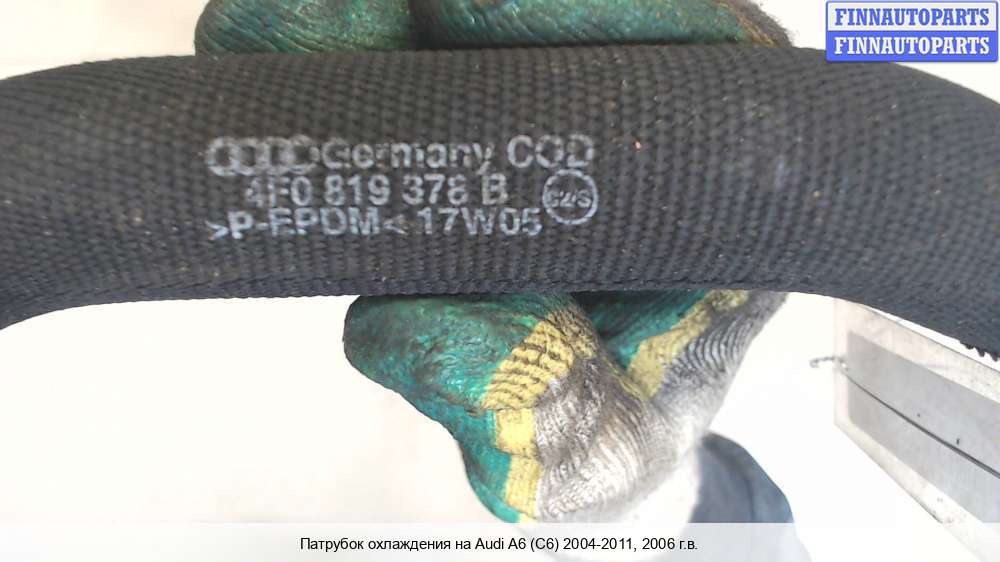 FINNAUTOPARTS
FINNAUTOPARTS
Germany COD
4F0 819 378 B
>P-EPDM< 17W05
Патрубок охлаждения на Audi A6 (C6) 2004-2011, 2006 г.в.